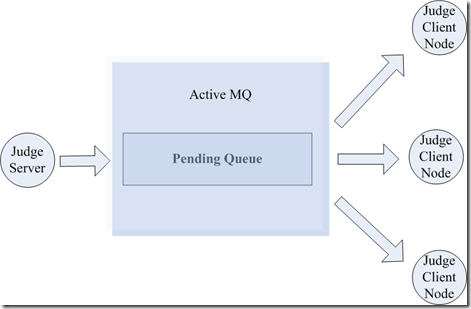 Judge
Client
Node
Active MQ
Judge
Server
Pending Queue
Judge
Client
Node
Judge
Client
Node